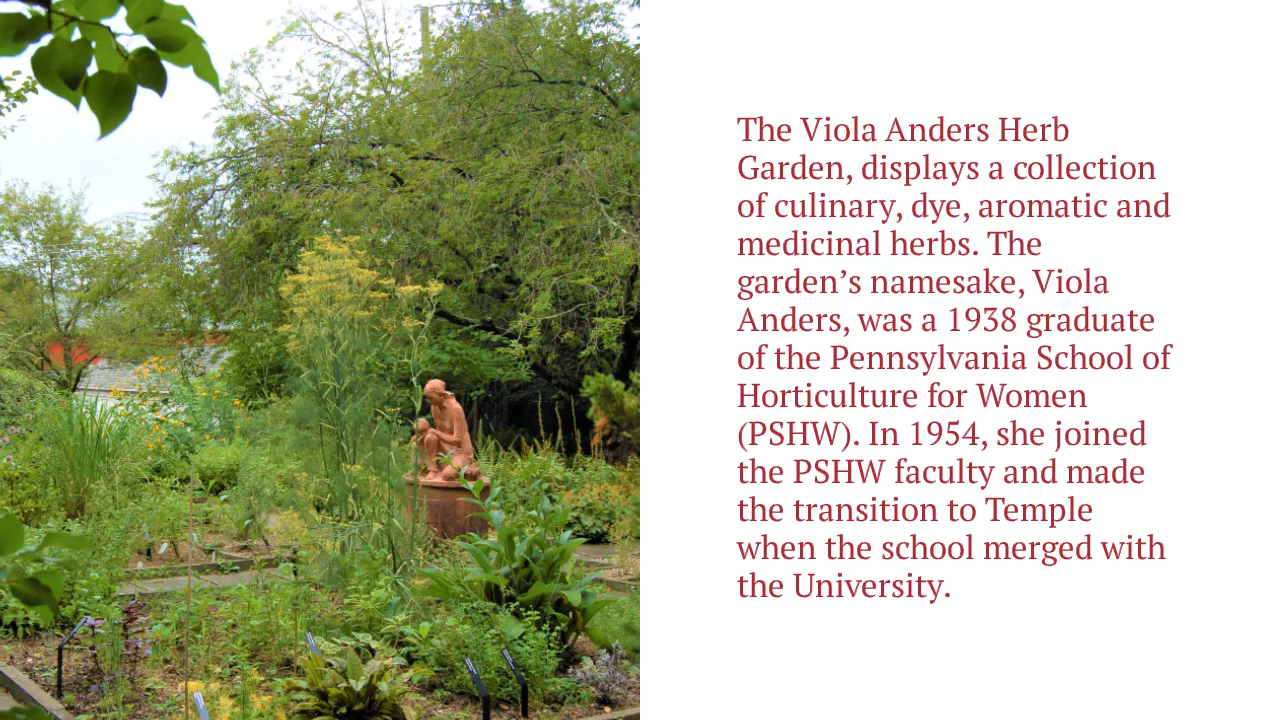 The Viola Anders Herb
Garden, displays a collection
of culinary, dye, aromatic and
medicinal herbs. The
garden’s namesake, Viola
Anders, was a 1938 graduate
of the Pennsylvania School of
Horticulture for Women
(PSHW). In 1954, she joined
the PSHW faculty and made
the transition to Temple
when the school merged with
the University.